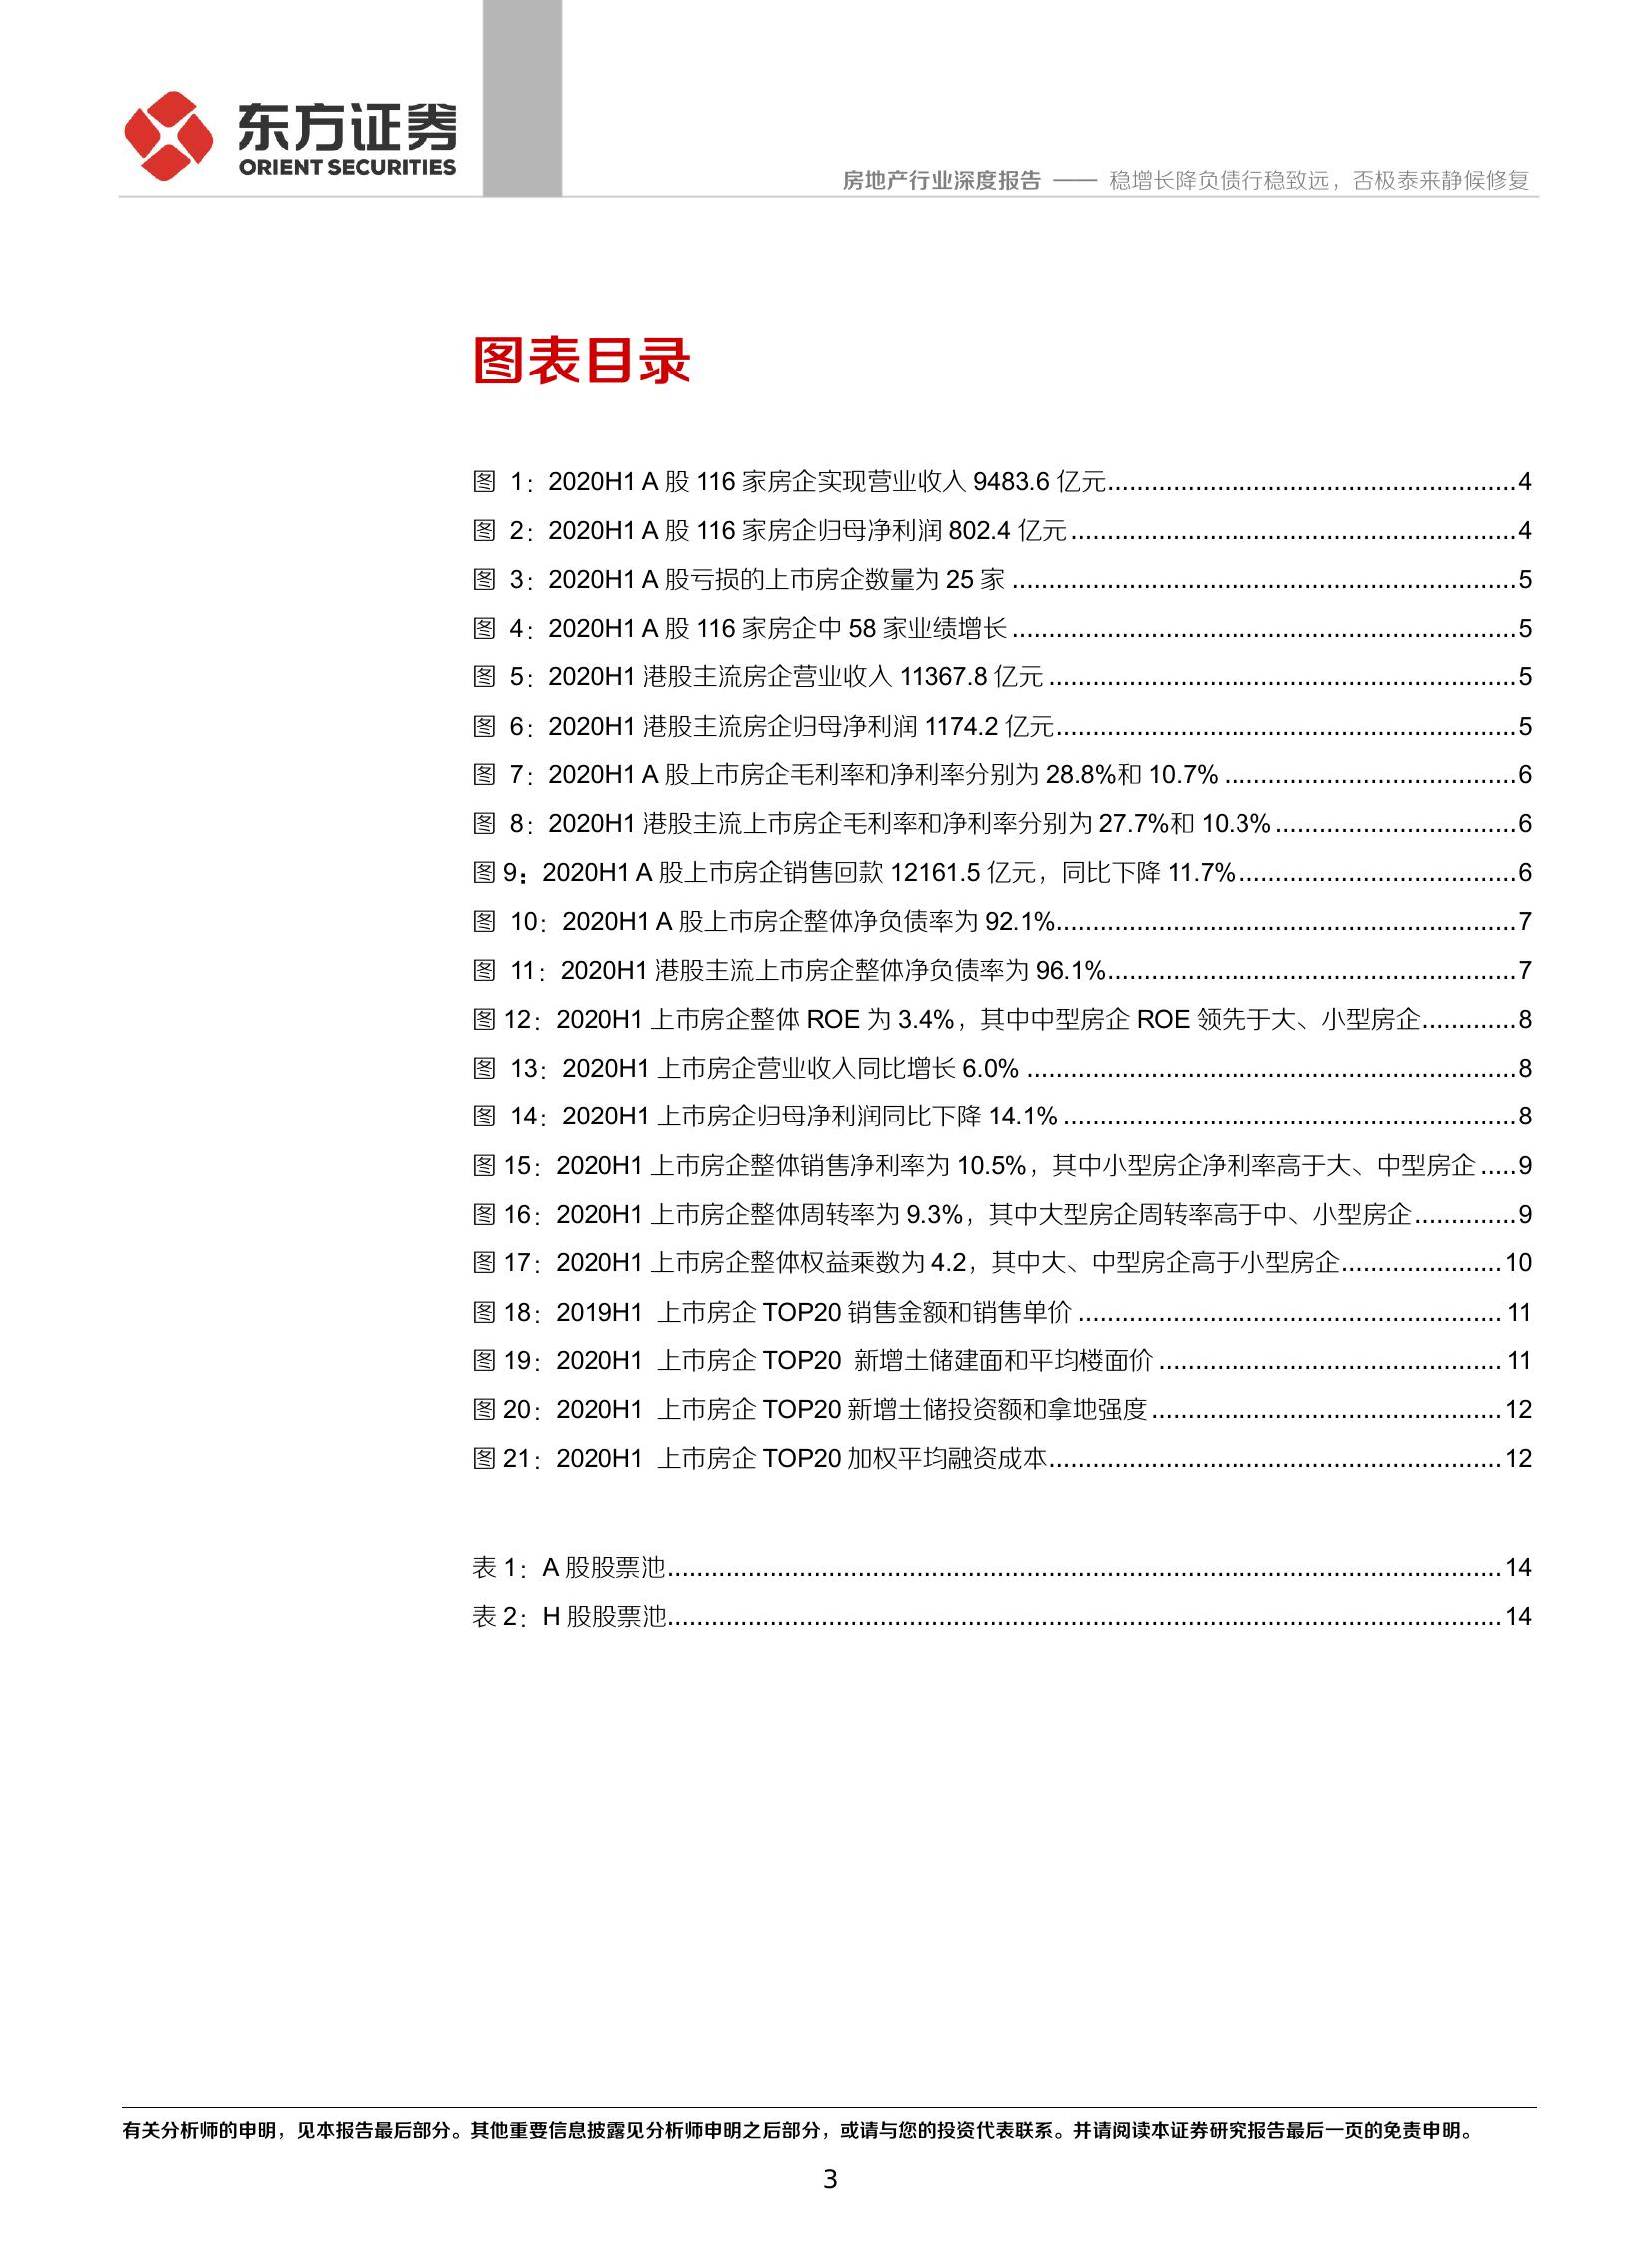 东方证券
ORIENT SECURITIES
房地产行业深度报告 —— 稳增长降负债行稳致远，否极泰来静候修复
图表目录
图 1：2020H1 A 股 116 家房企实现营业收入 9483.6 亿元........................................................4
图 2：2020H1 A 股 116 家房企归母净利润 802.4 亿元.............................................................4
图 3：2020H1 A 股亏损的上市房企数量为 25 家 .....................................................................5
图 4：2020H1 A 股 116 家房企中 58 家业绩增长.....................................................................5
图 5：2020H1 港股主流房企营业收入 11367.8 亿元................................................................5
图 6：2020H1 港股主流房企归母净利润 1174.2 亿元...............................................................5
图 7：2020H1 A 股上市房企毛利率和净利率分别为 28.8%和 10.7% ........................................6
图 8：2020H1 港股主流上市房企毛利率和净利率分别为 27.7%和 10.3%.................................6
图 9：2020H1 A 股上市房企销售回款 12161.5 亿元，同比下降 11.7%......................................6
图 10：2020H1 A 股上市房企整体净负债率为 92.1%...............................................................7
图 11：2020H1 港股主流上市房企整体净负债率为 96.1%........................................................7
图 12：2020H1 上市房企整体 ROE 为 3.4%，其中中型房企 ROE 领先于大、小型房企.............8
图 13：2020H1 上市房企营业收入同比增长 6.0% ...................................................................8
图 14：2020H1 上市房企归母净利润同比下降 14.1%..............................................................8
图 15：2020H1 上市房企整体销售净利率为 10.5%，其中小型房企净利率高于大、中型房企 .....9
图 16：2020H1 上市房企整体周转率为 9.3%，其中大型房企周转率高于中、小型房企..............9
图 17：2020H1 上市房企整体权益乘数为 4.2，其中大、中型房企高于小型房企......................10
图 18：2019H1 上市房企 TOP20 销售金额和销售单价 .......................................................... 11
图 19：2020H1 上市房企 TOP20 新增土储建面和平均楼面价 ............................................... 11
图 20：2020H1 上市房企 TOP20 新增土储投资额和拿地强度................................................12
图 21：2020H1 上市房企 TOP20 加权平均融资成本..............................................................12
表 1：A 股股票池..................................................................................................................14
表 2：H 股股票池..................................................................................................................14
有关分析师的申明，见本报告最后部分。其他重要信息披露见分析师申明之后部分，或请与您的投资代表联系。并请阅读本证券研究报告最后一页的免责申明。
3